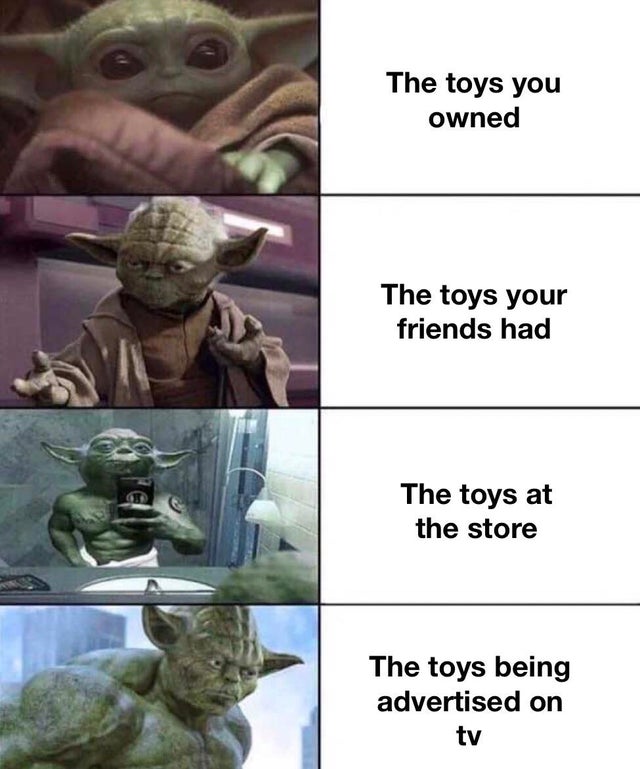 The toys you
owned
The toys your
friends had
The toys at
the store
The toys being
advertised on
tv